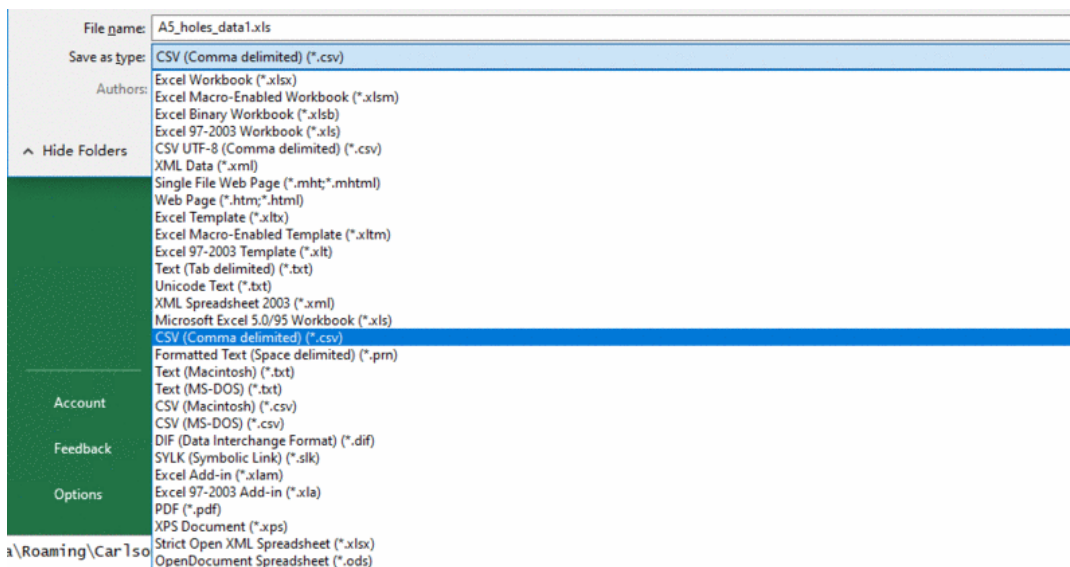 File name: A5_holes_data1.xls
Save as type: CSV (Comma delimited) (*.csv)
Authors:
Excel Workbook (*.xlsx)
Excel Macro-Enabled Workbook (*.xlsm)
Excel Binary Workbook (*.xlsb)
Excel 97-2003 Workbook (*.xls)
Hide Folders
CSV UTF-8 (Comma delimited) (*.csv)
XML Data (*.xml)
Single File Web Page (*.mht;*.mhtml)
Web Page (*.htm;*.html)
Excel Template (*.xltx)
Excel Macro-Enabled Template (*.xltm)
Excel 97-2003 Template (*.xlt)
Text (Tab delimited) (*.txt)
Unicode Text (*.txt)
XML Spreadsheet 2003 (*.xml)
Microsoft Excel 5.0/95 Workbook (*.xls)
CSV (Comma delimited) (*.csv)
Formatted Text (Space delimited) (*.prn)
Text (Macintosh) (*.txt)
Text (MS-DOS) (*.txt)
CSV (Macintosh) (*.csv)
CSV (MS-DOS) (*.csv)
DIF (Data Interchange Format) (*.dif)
SYLK (Symbolic Link) (*.slk)
Excel Add-in (*.xlam)
Excel 97-2003 Add-in (*.xla)
PDF (*.pdf)
XPS Document (*.xps)
Strict Open XML Spreadsheet (*.xlsx)
OpenDocument Spreadsheet (*.ods)
Account
Feedback
Options
a\Roaming\Carlso